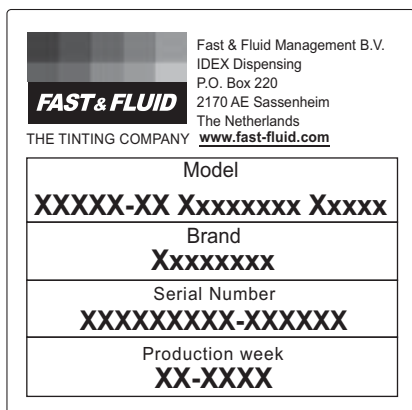 FAST & FLUID
THE TINTING COMPANY
Fast & Fluid Management B.V.
IDEX Dispensing
P.O. Box 220
2170 AE Sassenheim
The Netherlands
www.fast-fluid.com
Model
XXXXX-XX Xxxxxxxx Xxxxx
Brand
Xxxxxxxx
Serial Number
XXXXXXXXX-XXXXXX
Production week
XX-XXXX